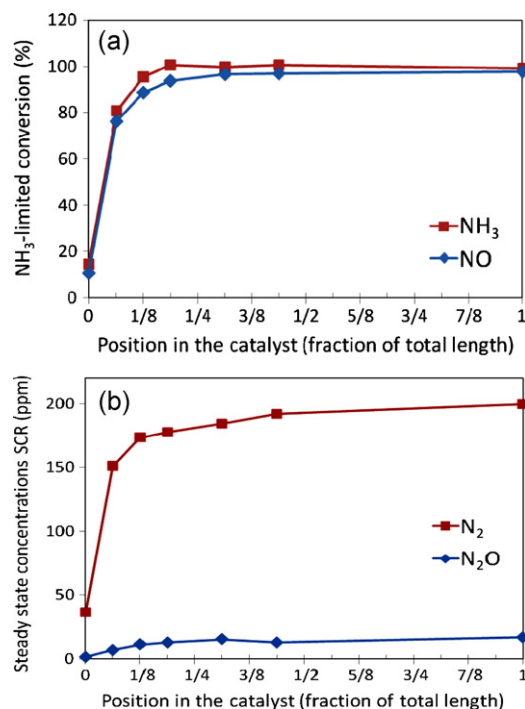 (a)
NH₃-limited conversion (%)
120
100
80
60
40
20
0
NH₃
NO
0 1/8 1/4 3/8 1/2 5/8 3/4 7/8 1
Position in the catalyst (fraction of total length)
(b)
Steady state concentrations SCR (ppm)
200
150
100
50
0
N₂
N₂O
0 1/8 1/4 3/8 1/2 5/8 3/4 7/8 1
Position in the catalyst (fraction of total length)